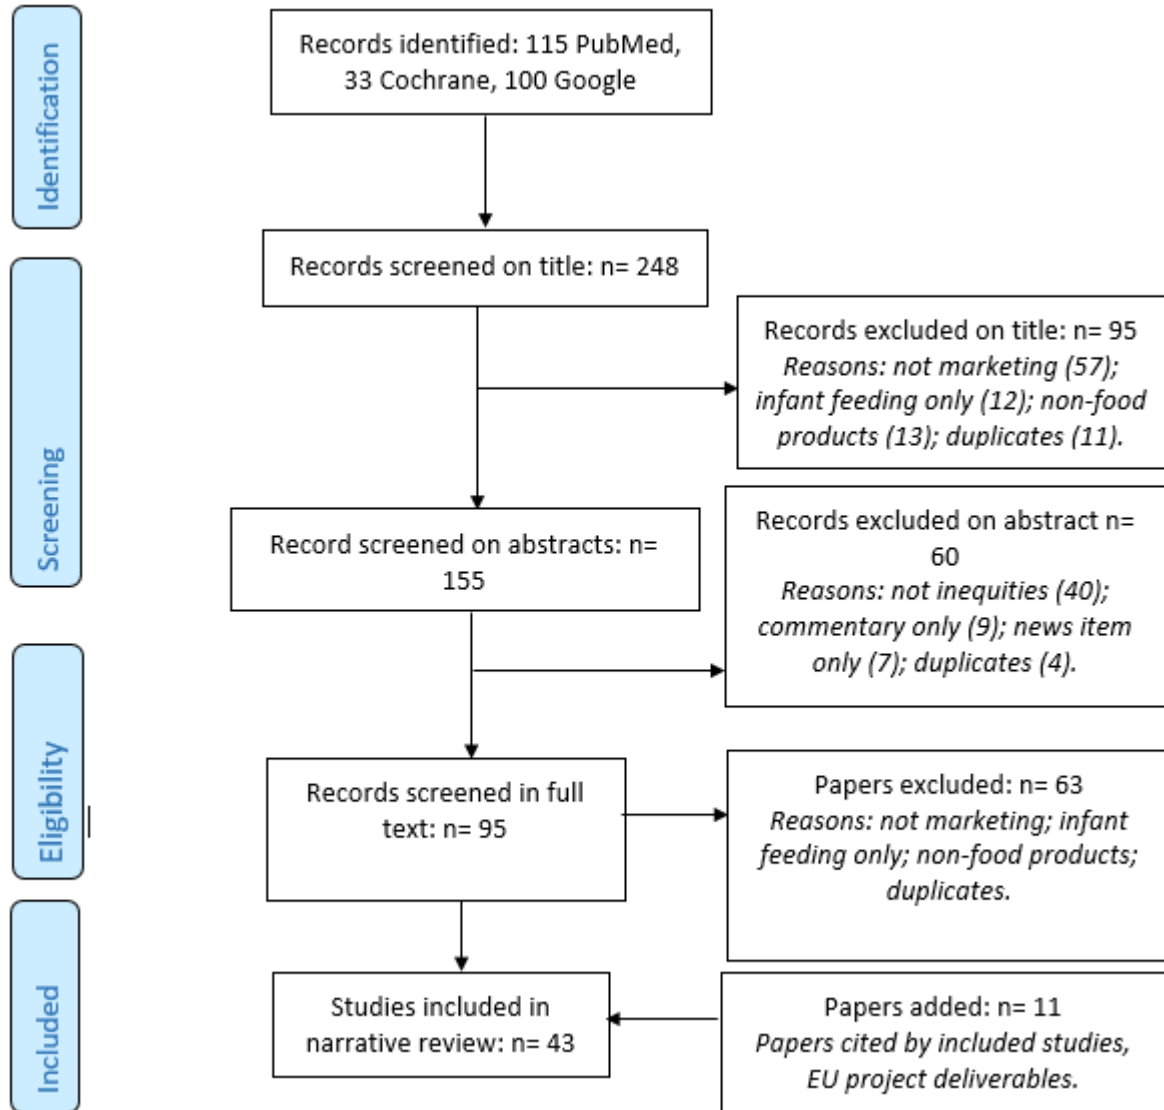 Identification
Records identified: 115 PubMed,
33 Cochrane, 100 Google
Screening
Records screened on title: n= 248
Records excluded on title: n= 95
Reasons: not marketing (57);
infant feeding only (12); non-food
products (13); duplicates (11).
Record screened on abstracts: n=
155
Records excluded on abstract n=
60
Reasons: not inequities (40);
commentary only (9); news item
only (7); duplicates (4).
Eligibility
Records screened in full
text: n= 95
Papers excluded: n= 63
Reasons: not marketing; infant
feeding only; non-food products;
duplicates.
Included
Studies included in
narrative review: n= 43
Papers added: n= 11
Papers cited by included studies,
EU project deliverables.